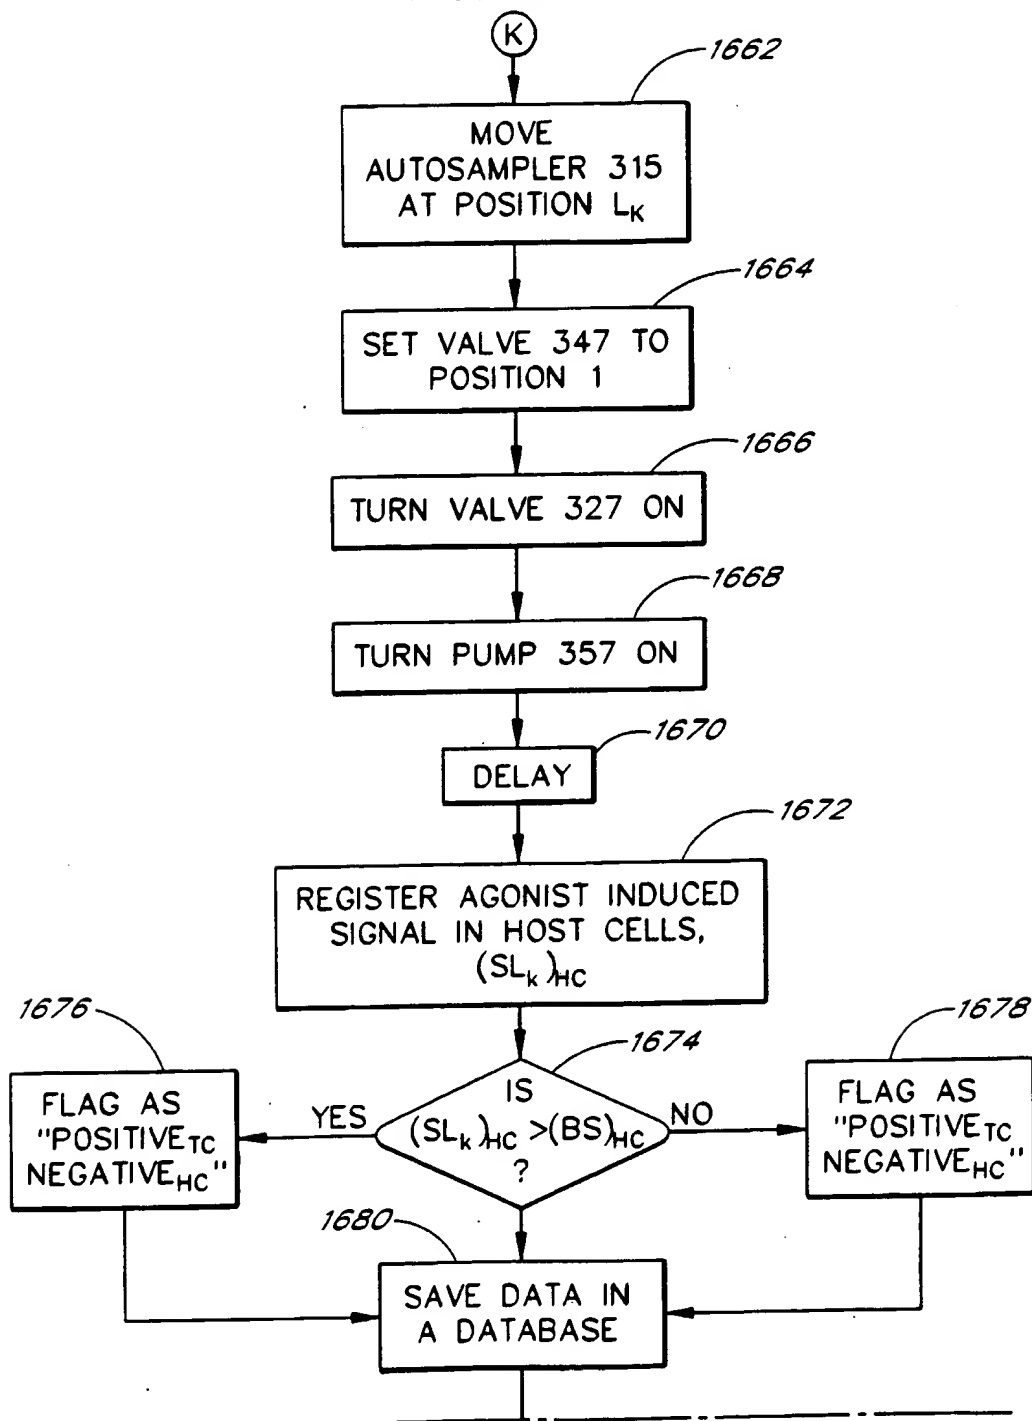 K
1662
MOVE
AUTOSAMPLER 315
AT POSITION LK
1664
SET VALVE 347 TO
POSITION 1
1666
TURN VALVE 327 ON
1668
TURN PUMP 357 ON
1670
DELAY
1672
REGISTER AGONIST INDUCED
SIGNAL IN HOST CELLS,
(SLk)HC
1676
FLAG AS
"POSITIVETC
NEGATIVEHC"
YES
1674
IS
(SLk)HC >(BS)HC
?
NO
1678
FLAG AS
"POSITIVETC
NEGATIVEHC"
1680
SAVE DATA IN
A DATABASE